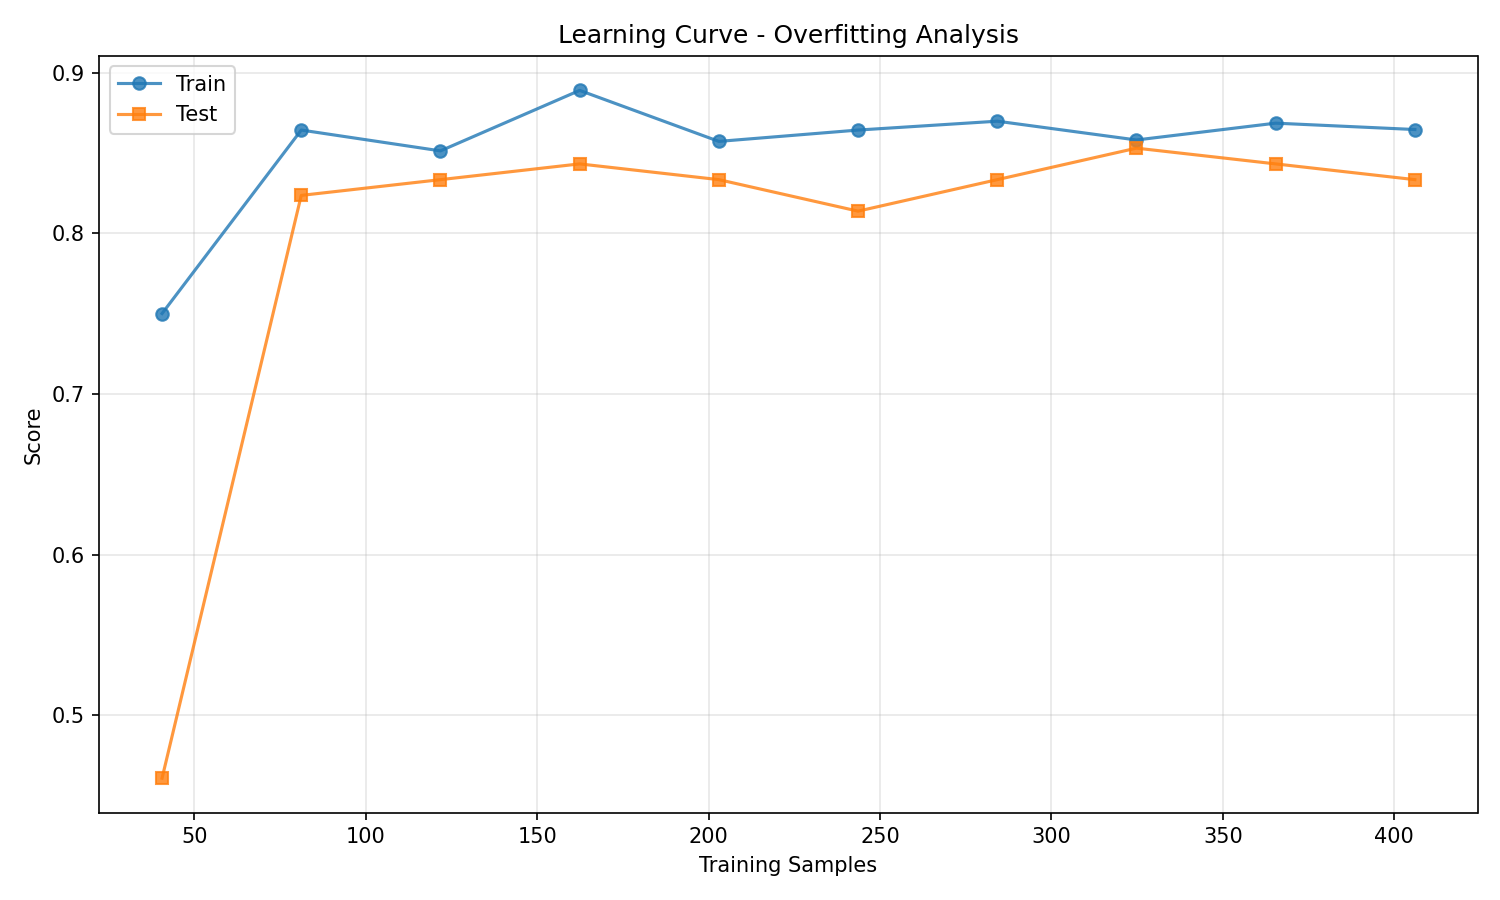 Learning Curve - Overfitting Analysis
Train
Test
0.9
0.8
0.7
0.6
0.5
Score
50 100 150 200 250 300 350 400
Training Samples